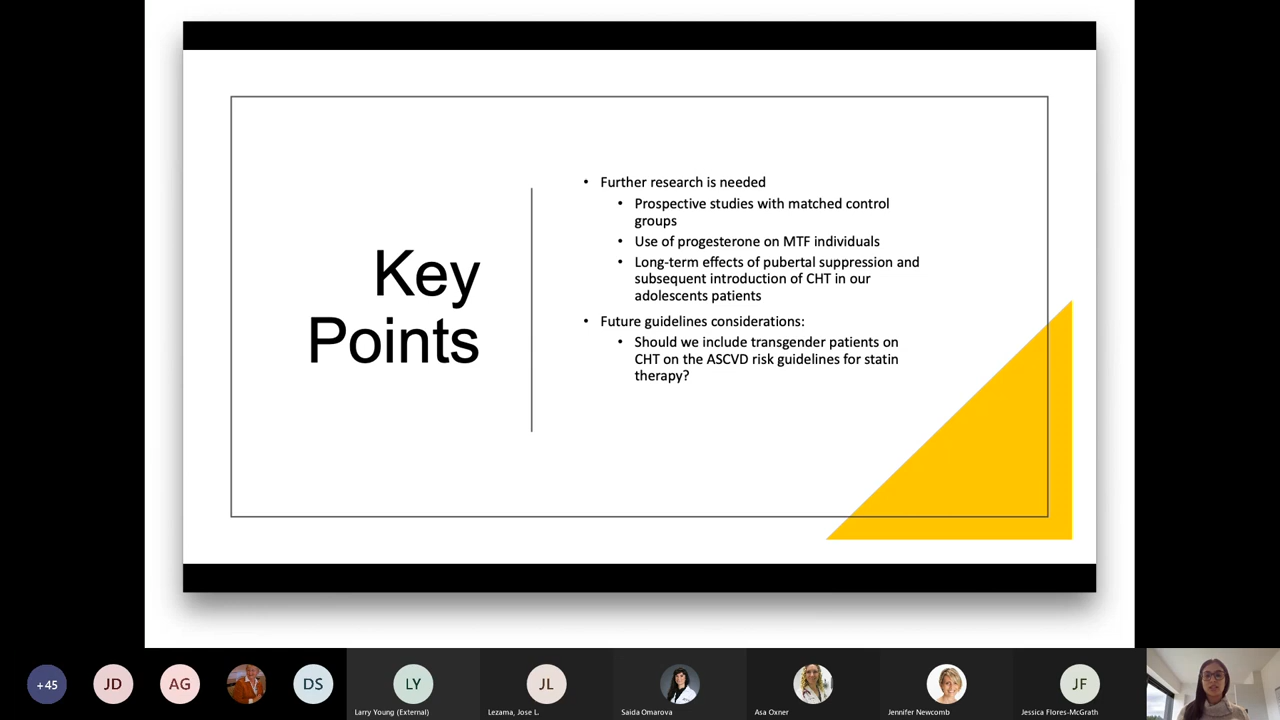 Key
Points
• Further research is needed
• Prospective studies with matched control
groups
• Use of progesterone on MTF individuals
• Long-term effects of pubertal suppression and
subsequent introduction of CHT in our
adolescents patients
• Future guidelines considerations:
• Should we include transgender patients on
CHT on the ASCVD risk guidelines for statin
therapy?
+45
JD
AG
DS
LY
Larry Young (External)
JL
Lezama, Jose L.
Saida Omarova
Asa Oxner
Jennifer Newcomb
JF
Jessica Flores-McGrath